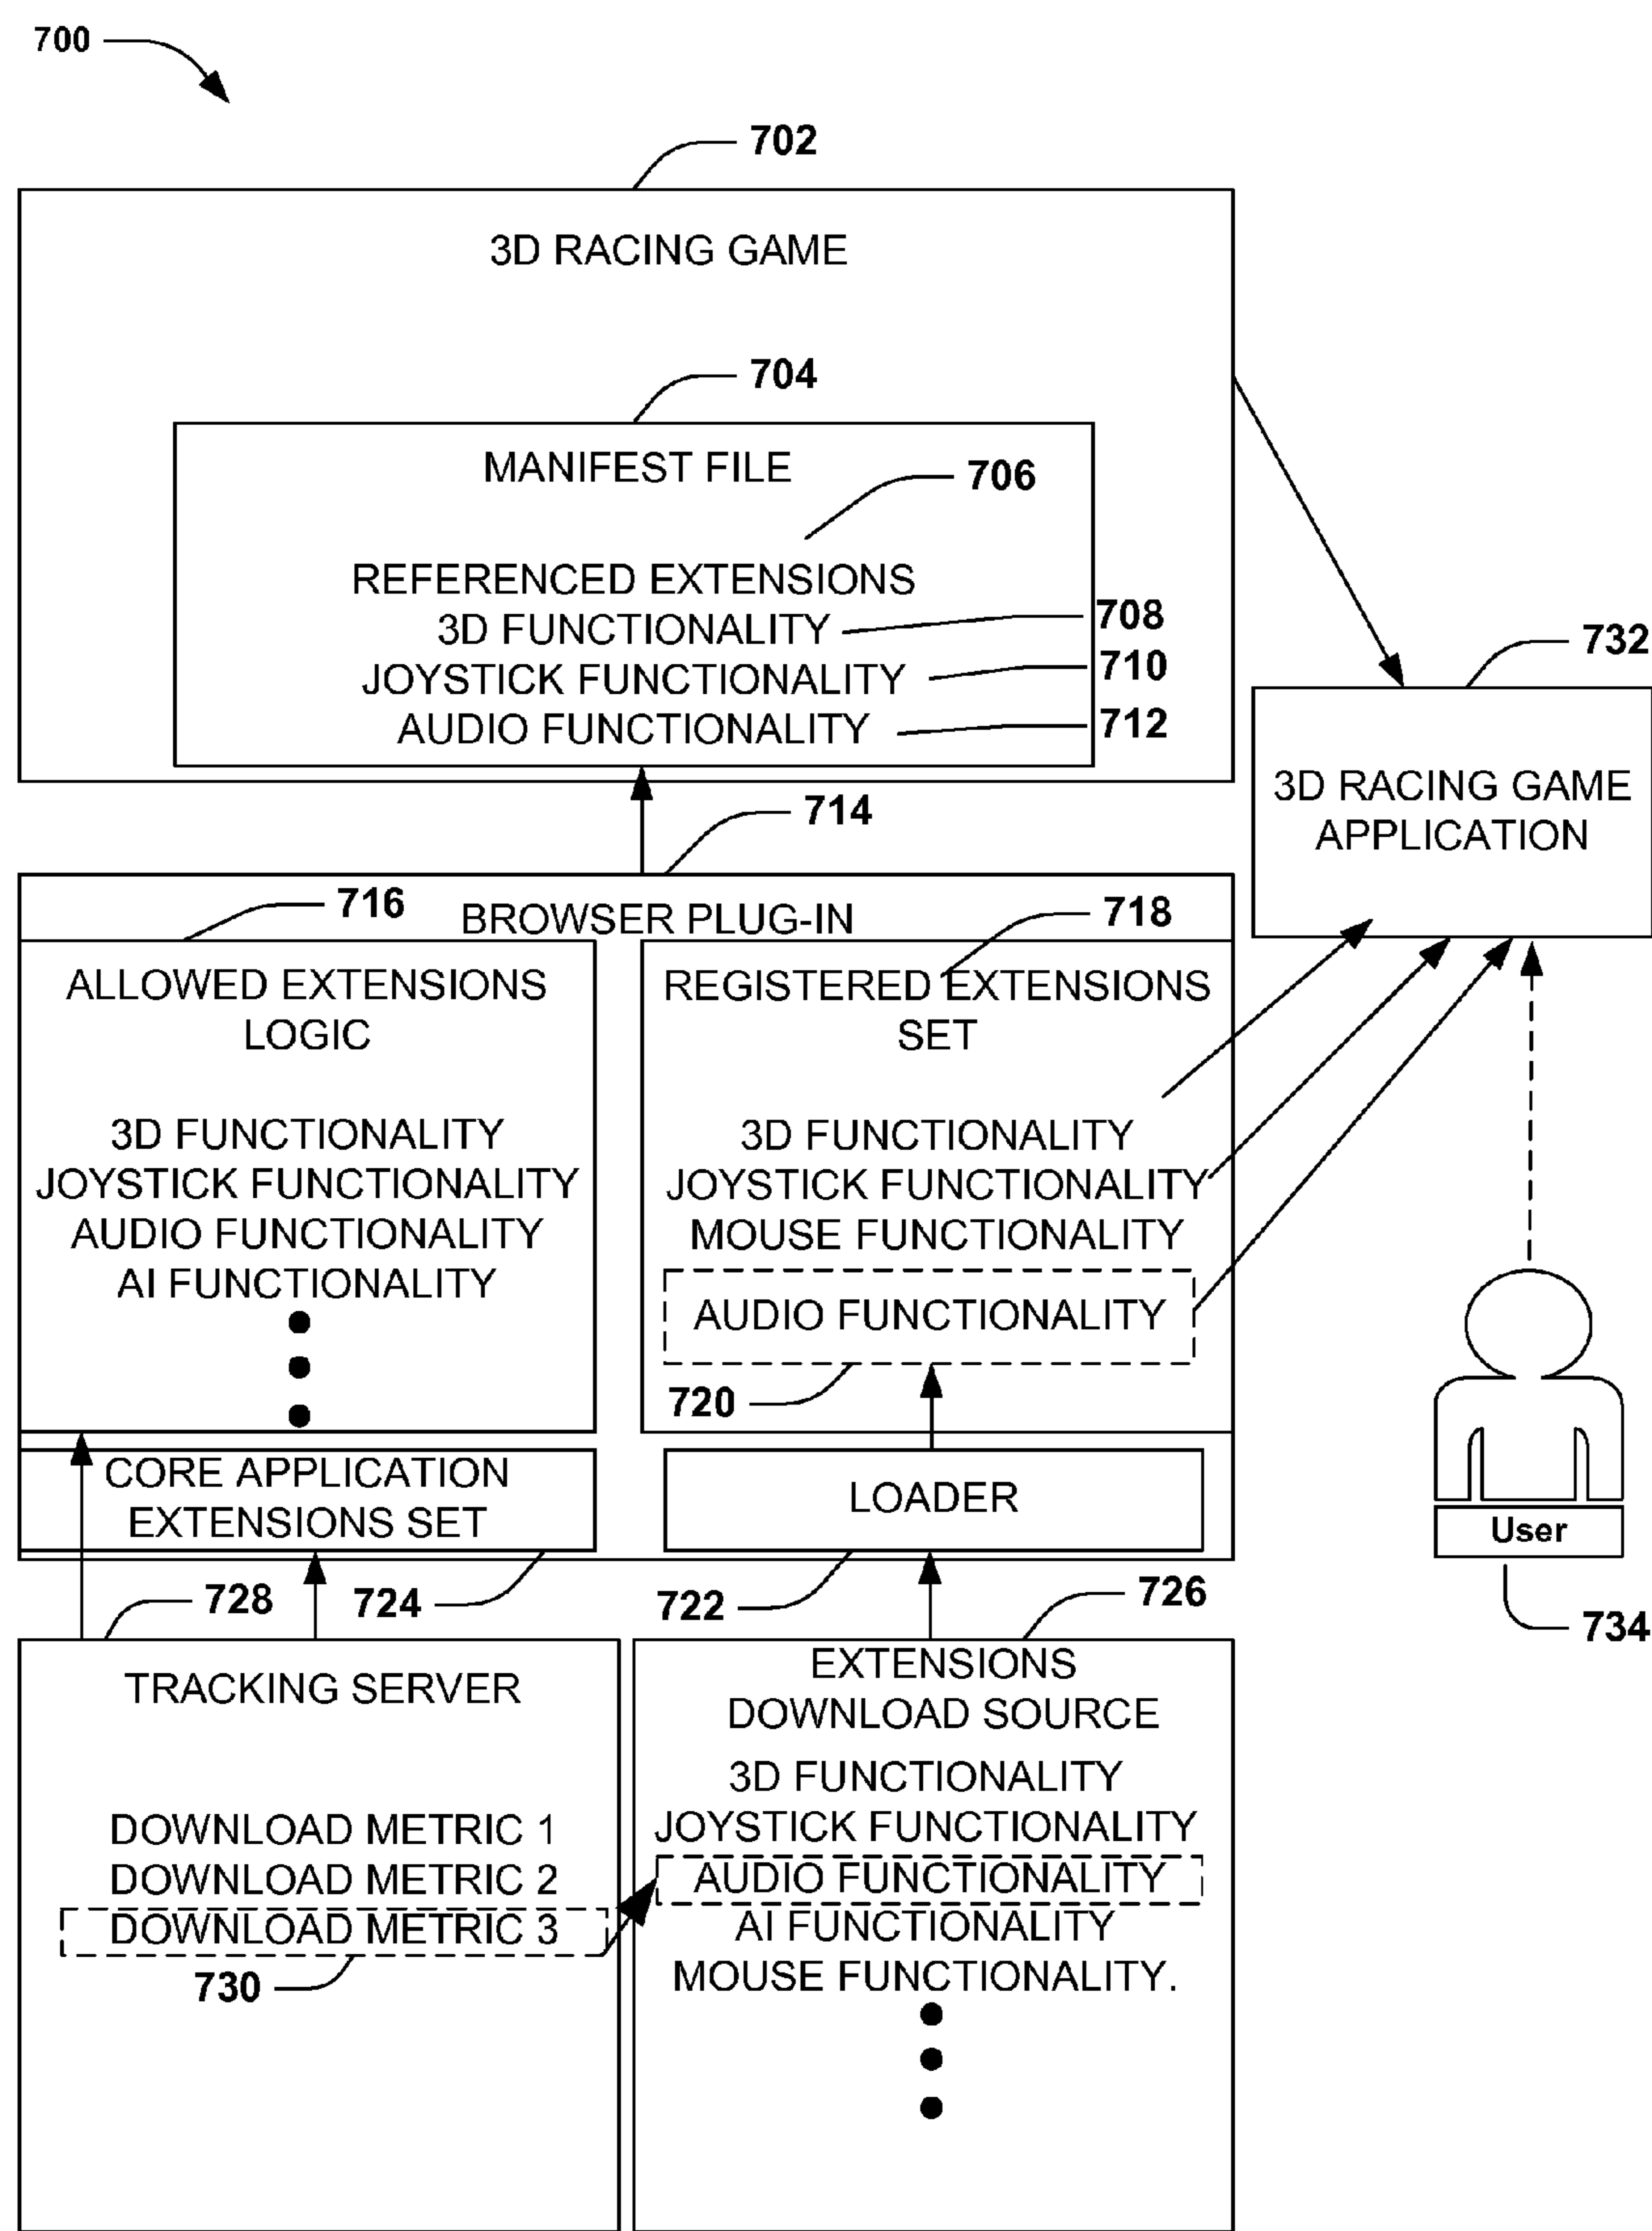 700
702
3D RACING GAME
704
MANIFEST FILE
706
REFERENCED EXTENSIONS
3D FUNCTIONALITY
708
JOYSTICK FUNCTIONALITY
710
AUDIO FUNCTIONALITY
712
732
3D RACING GAME
APPLICATION
714
BROWSER PLUG-IN
716
ALLOWED EXTENSIONS
LOGIC
3D FUNCTIONALITY
JOYSTICK FUNCTIONALITY
AUDIO FUNCTIONALITY
AI FUNCTIONALITY
718
REGISTERED EXTENSIONS
SET
3D FUNCTIONALITY
JOYSTICK FUNCTIONALITY
MOUSE FUNCTIONALITY
AUDIO FUNCTIONALITY
720
CORE APPLICATION
EXTENSIONS SET
724
LOADER
722
User
734
728
TRACKING SERVER
DOWNLOAD METRIC 1
DOWNLOAD METRIC 2
DOWNLOAD METRIC 3
730
726
EXTENSIONS
DOWNLOAD SOURCE
3D FUNCTIONALITY
JOYSTICK FUNCTIONALITY
AUDIO FUNCTIONALITY
AI FUNCTIONALITY
MOUSE FUNCTIONALITY.